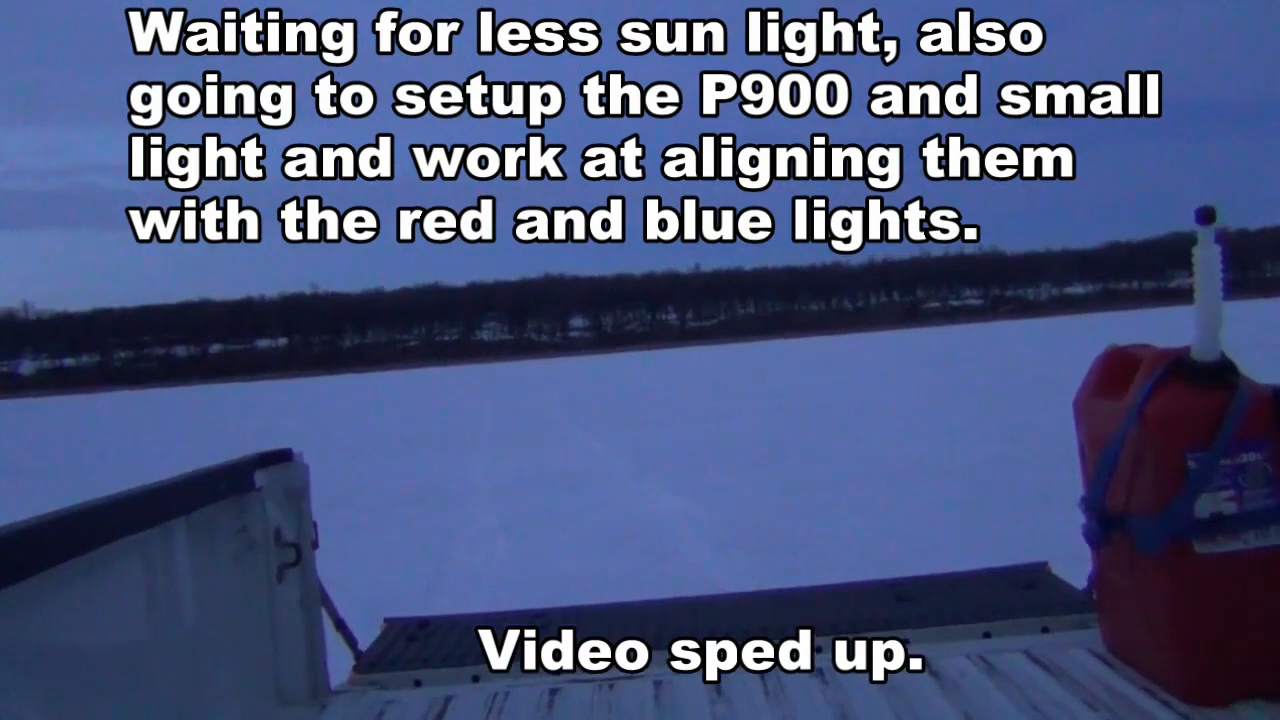 Waiting for less sun light, also
going to setup the P900 and small
light and work at aligning them
with the red and blue lights.
Video sped up.